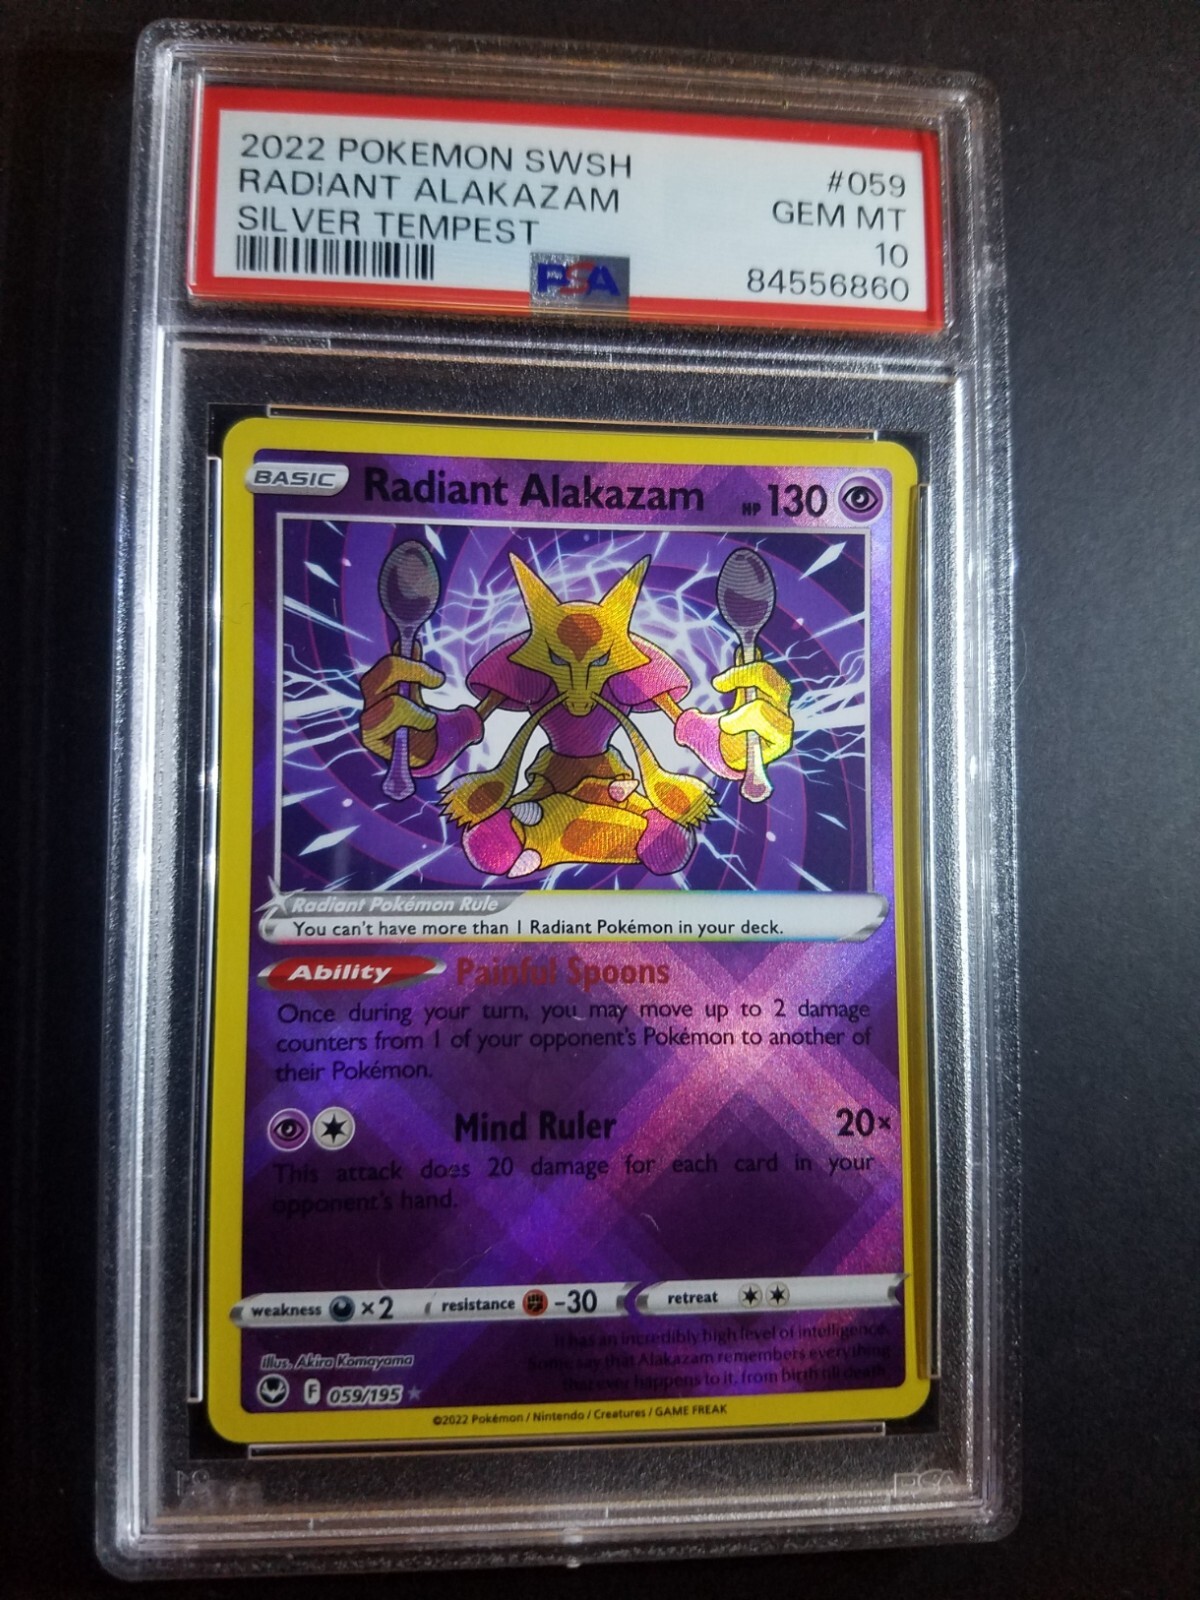 2022 POKEMON SWSH
#059
RADIANT ALAKAZAM
GEM MT
SILVER TEMPEST
10
PSA
84556860
BASIC
Radiant Alakazam
HP 130
Radiant Pokémon Rule
You can't have more than 1 Radiant Pokémon in your deck.
Ability Painful Spoons
Once during your turn, you may move up to 2 damage
counters from 1 of your opponent's Pokémon to another of
their Pokémon.
Mind Ruler 20×
This attack does 20 damage for each card in your
opponent's hand.
weakness ×2 resistance -30 retreat
It has an incredibly high level of intelligence.
Some say that Alakazam remembers everything
that ever happens to it, from birth till death.
Illus. Akira Komayama
F 059/195
©2022 Pokémon / Nintendo / Creatures / GAME FREAK
PSA